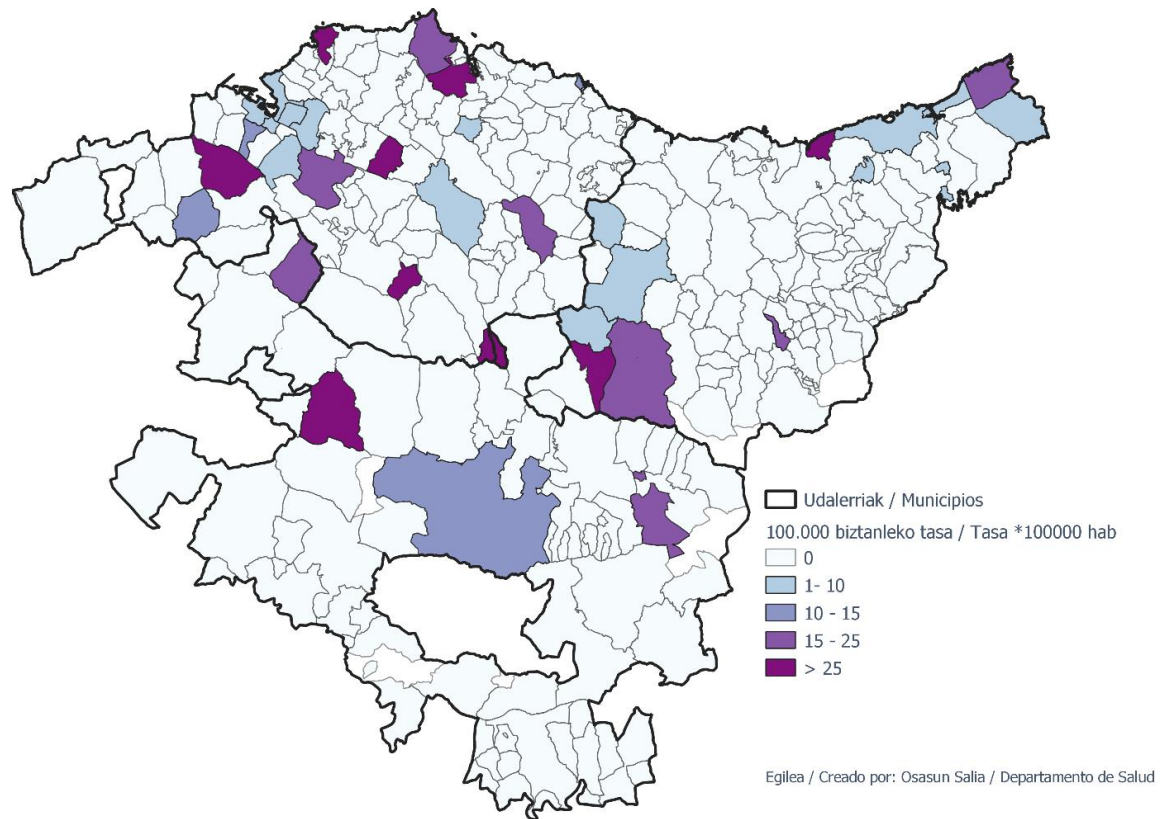 Udalerriak / Municipios
100.000 biztanleko tasa / Tasa *100000 hab
0
1- 10
10 - 15
15 - 25
> 25
Egilea / Creado por: Osasun Salia / Departamento de Salud